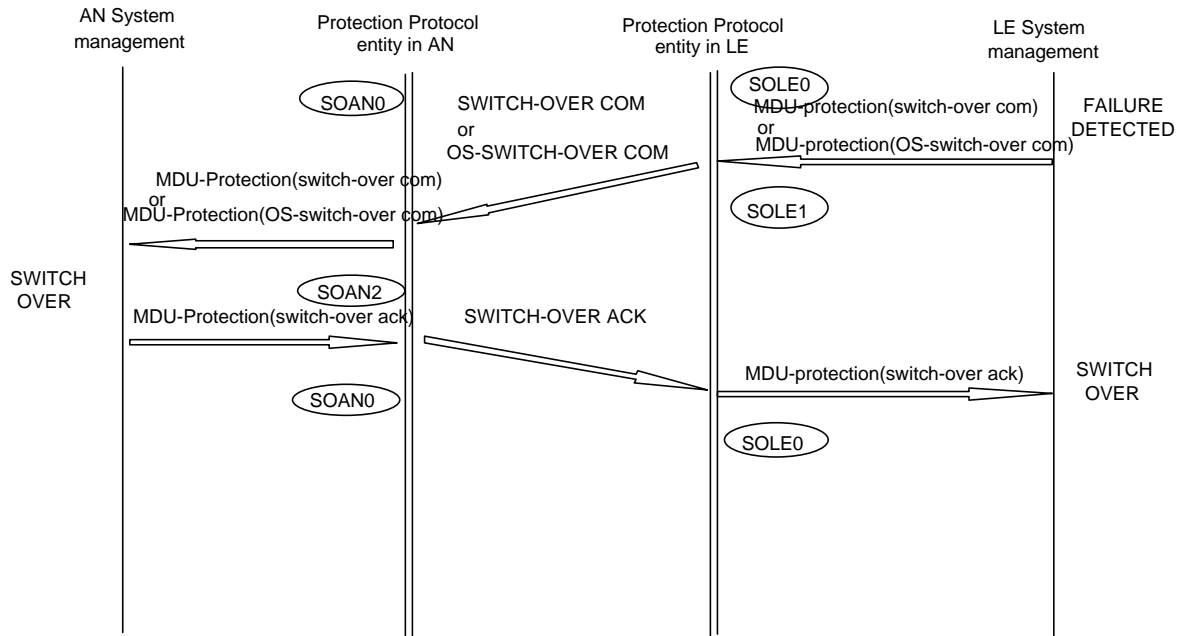 AN System
management
Protection Protocol
entity in AN
Protection Protocol
entity in LE
LE System
management
SOAN0
SWITCH-OVER COM
or
OS-SWITCH-OVER COM
SOLE0
MDU-protection(switch-over com)
or
MDU-protection(OS-switch-over com)
FAILURE
DETECTED
MDU-Protection(switch-over com)
or
MDU-Protection(OS-switch-over com)
SOLE1
SWITCH
OVER
SOAN2
MDU-Protection(switch-over ack)
SWITCH-OVER ACK
MDU-protection(switch-over ack)
SWITCH
OVER
SOAN0
SOLE0